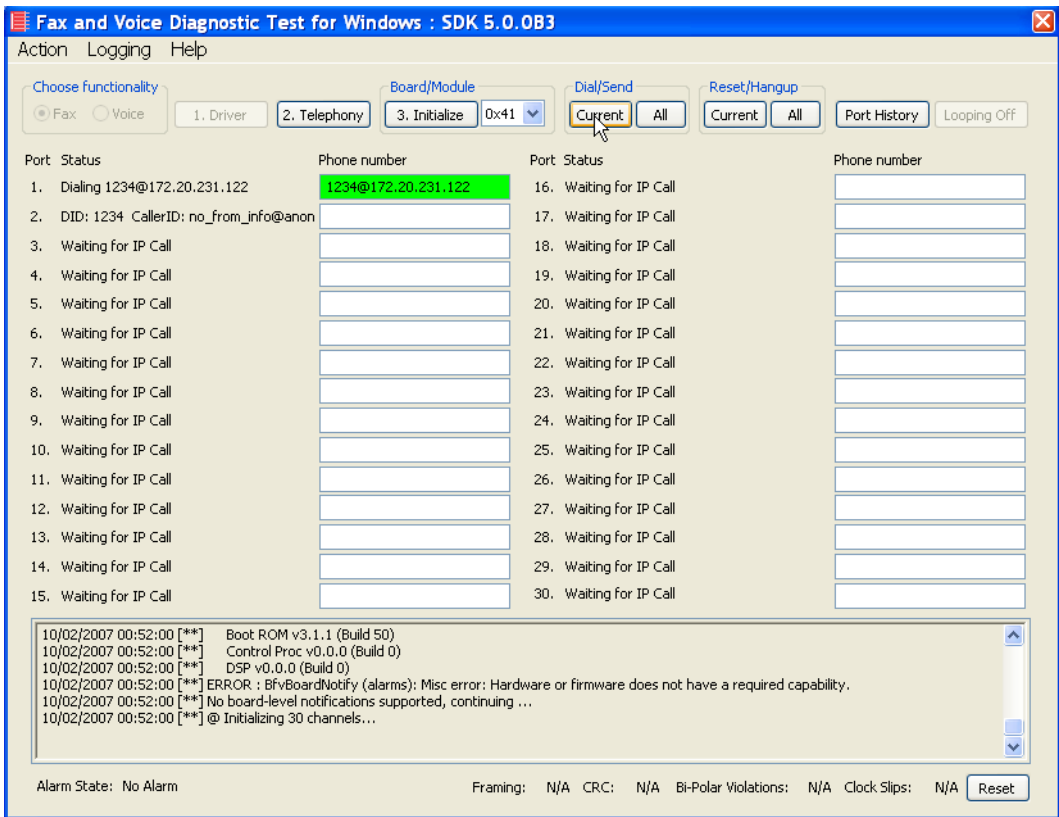 Fax and Voice Diagnostic Test for Windows : SDK 5.0.0B3
Action Logging Help
Choose functionality Board/Module Dial/Send Reset/Hangup
Fax Voice 1. Driver 2. Telephony 3. Initialize 0x41 Current All Current All Port History Looping Off
Port Status Phone number Port Status Phone number
1. Dialing 1234@172.20.231.122 1234@172.20.231.122 16. Waiting for IP Call
2. DID: 1234 CallerID: no_from_info@anon 17. Waiting for IP Call
3. Waiting for IP Call 18. Waiting for IP Call
4. Waiting for IP Call 19. Waiting for IP Call
5. Waiting for IP Call 20. Waiting for IP Call
6. Waiting for IP Call 21. Waiting for IP Call
7. Waiting for IP Call 22. Waiting for IP Call
8. Waiting for IP Call 23. Waiting for IP Call
9. Waiting for IP Call 24. Waiting for IP Call
10. Waiting for IP Call 25. Waiting for IP Call
11. Waiting for IP Call 26. Waiting for IP Call
12. Waiting for IP Call 27. Waiting for IP Call
13. Waiting for IP Call 28. Waiting for IP Call
14. Waiting for IP Call 29. Waiting for IP Call
15. Waiting for IP Call 30. Waiting for IP Call
10/02/2007 00:52:00 [**] Boot ROM v3.1.1 (Build 50)
10/02/2007 00:52:00 [**] Control Proc v0.0.0 (Build 0)
10/02/2007 00:52:00 [**] DSP v0.0.0 (Build 0)
10/02/2007 00:52:00 [**] ERROR : BfvBoardNotify (alarms): Misc error: Hardware or firmware does not have a required capability.
10/02/2007 00:52:00 [**] No board-level notifications supported, continuing ...
10/02/2007 00:52:00 [**] @ Initializing 30 channels...
Alarm State: No Alarm Framing: N/A CRC: N/A Bi-Polar Violations: N/A Clock Slips: N/A Reset